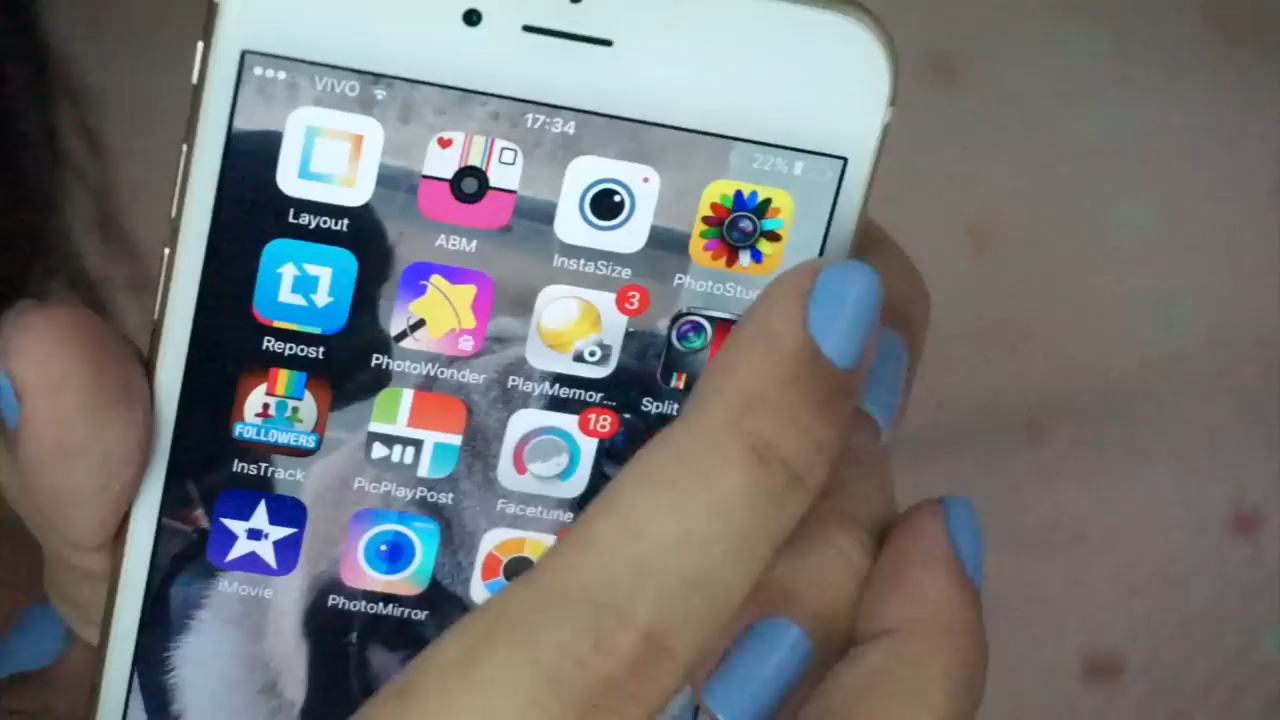 VIVO
17:34
22%
Layout
ABM
InstaSize
PhotoStu
Repost
PhotoWonder
3
PlayMemor...
Split
FOLLOWERS
InsTrack
PicPlayPost
18
Facetune
iMovie
PhotoMirror